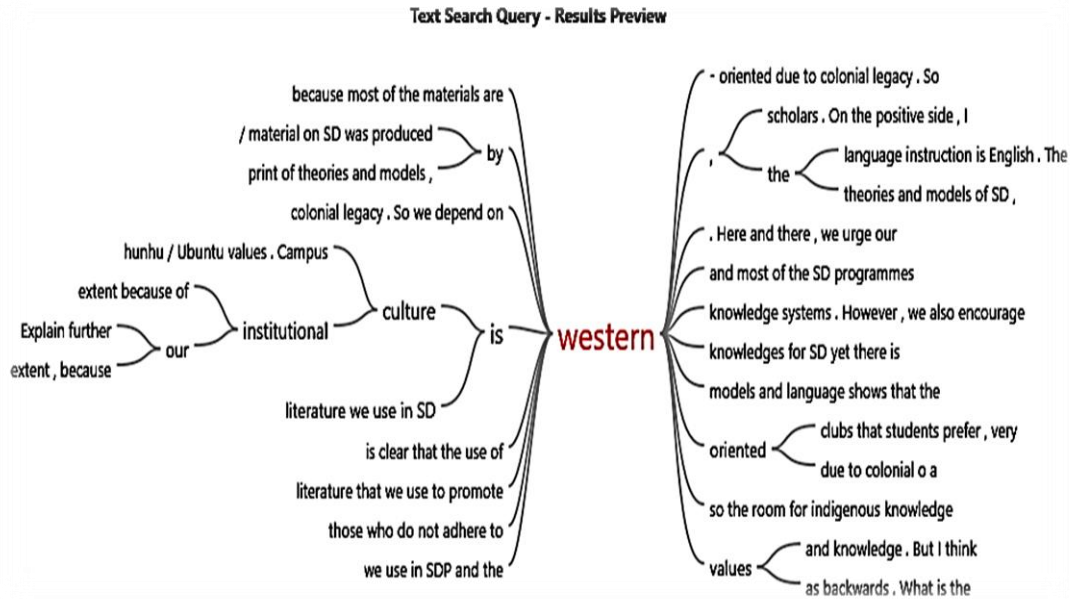 Text Search Query - Results Preview
because most of the materials are
/ material on SD was produced
print of theories and models ,
by
colonial legacy . So we depend on
hunhu / Ubuntu values . Campus
extent because of
Explain further
extent , because
our
institutional
culture
literature we use in SD
is
is clear that the use of
literature that we use to promote
those who do not adhere to
we use in SDP and the
western
- oriented due to colonial legacy . So
,
scholars . On the positive side , I
the
language instruction is English . The
theories and models of SD ,
. Here and there , we urge our
and most of the SD programmes
knowledge systems . However , we also encourage
knowledges for SD yet there is
models and language shows that the
oriented
clubs that students prefer , very
due to colonial o a
so the room for indigenous knowledge
values
and knowledge . But I think
as backwards . What is the